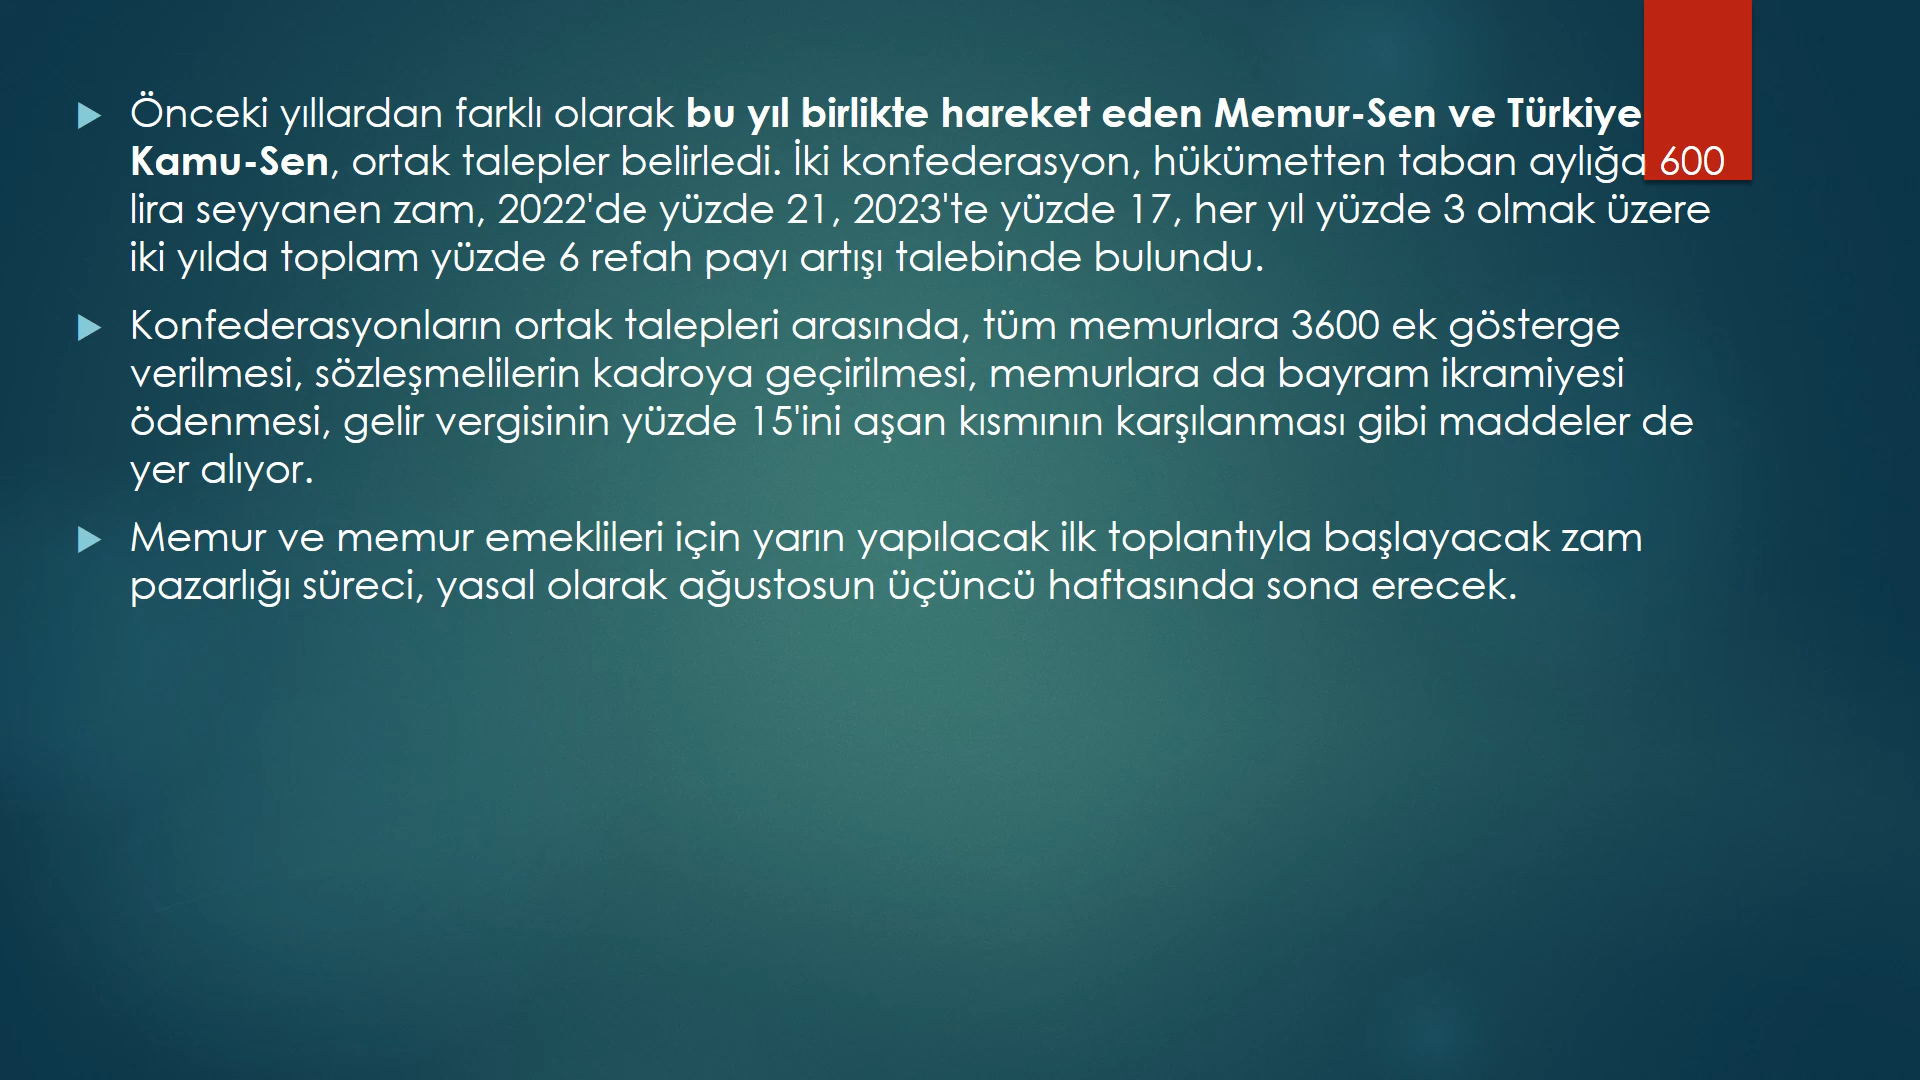 Önceki yıllardan farklı olarak bu yıl birlikte hareket eden Memur-Sen ve Türkiye
Kamu-Sen, ortak talepler belirledi. İki konfederasyon, hükümetten taban aylığa 600
lira seyyanen zam, 2022'de yüzde 21, 2023'te yüzde 17, her yıl yüzde 3 olmak üzere
iki yılda toplam yüzde 6 refah payı artışı talebinde bulundu.
Konfederasyonların ortak talepleri arasında, tüm memurlara 3600 ek gösterge
verilmesi, sözleşmelilerin kadroya geçirilmesi, memurlara da bayram ikramiyesi
ödenmesi, gelir vergisinin yüzde 15'ini aşan kısmının karşılanması gibi maddeler de
yer alıyor.
Memur ve memur emeklileri için yarın yapılacak ilk toplantıyla başlayacak zam
pazarlığı süreci, yasal olarak ağustosun üçüncü haftasında sona erecek.